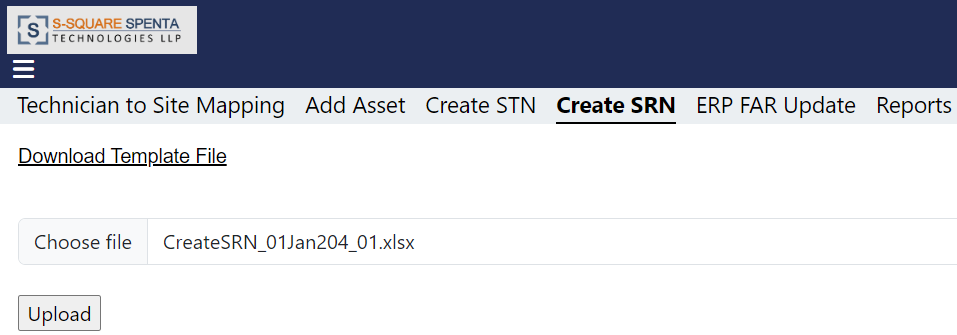 S
S-SQUARE SPENTA
TECHNOLOGIES LLP
Technician to Site Mapping Add Asset Create STN Create SRN ERP FAR Update Reports
Download Template File
Choose file CreateSRN_01Jan204_01.xlsx
Upload